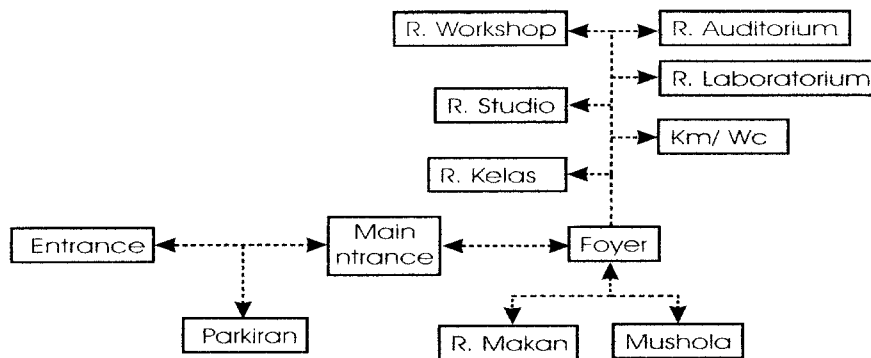 R. Workshop
R. Auditorium
R. Laboratorium
R. Studio
Km/ Wc
R. Kelas
Entrance
Main
ntrance
Foyer
Parkiran
R. Makan
Mushola